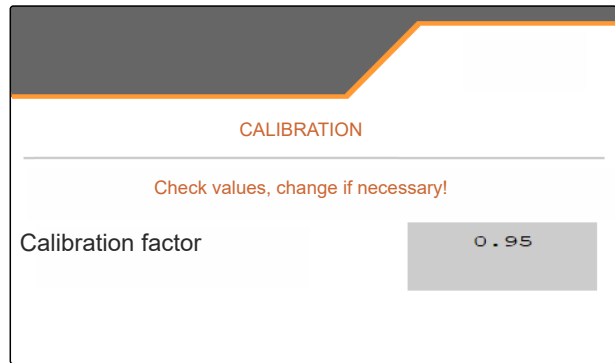 CALIBRATION
Check values, change if necessary!
Calibration factor 0.95